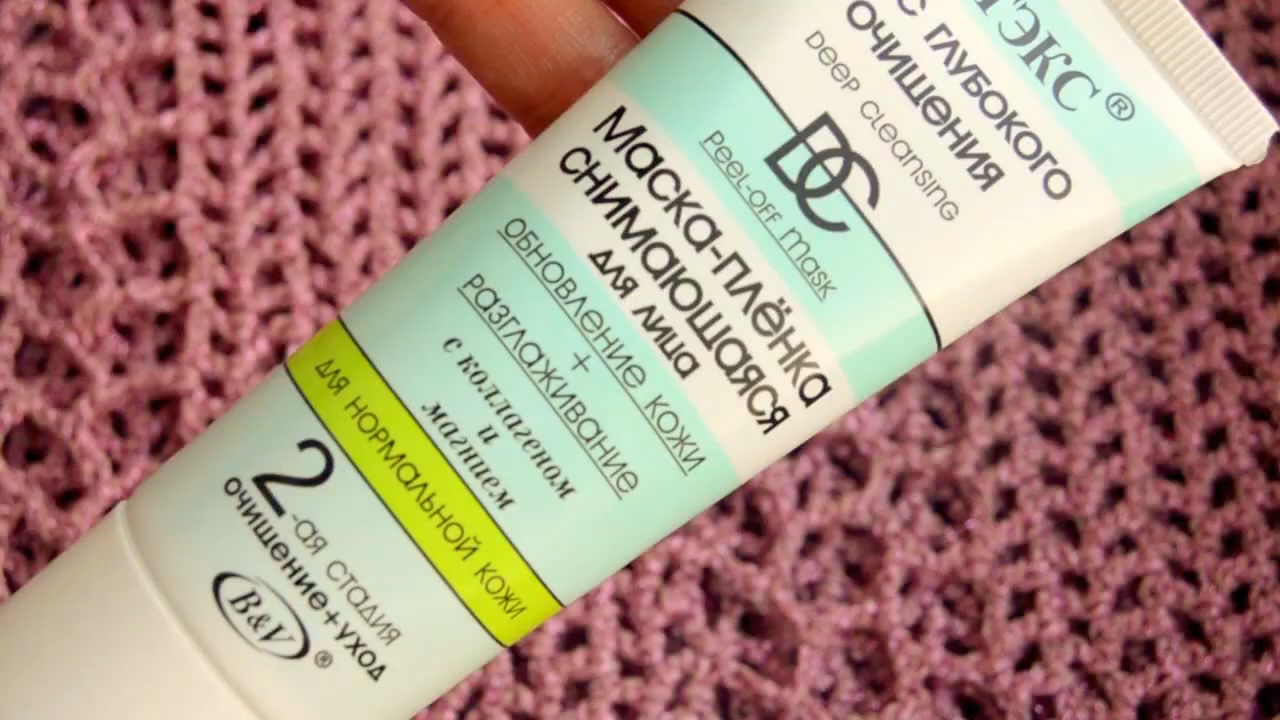 ТЭКС®
С ГЛУБОКОГО
ОЧИЩЕНИЯ
DEEP CLEANSING
DC
PEEL-OFF MASK
МАСКА-ПЛЁНКА
СНИМАЮЩАЯСЯ
ДЛЯ ЛИЦА
ОБНОВЛЕНИЕ КОЖИ
+
РАЗГЛАЖИВАНИЕ
с коллагеном
и
магнием
ДЛЯ НОРМАЛЬНОЙ КОЖИ
2-АЯ СТАДИЯ
ОЧИЩЕНИЕ+УХОД
B&V®